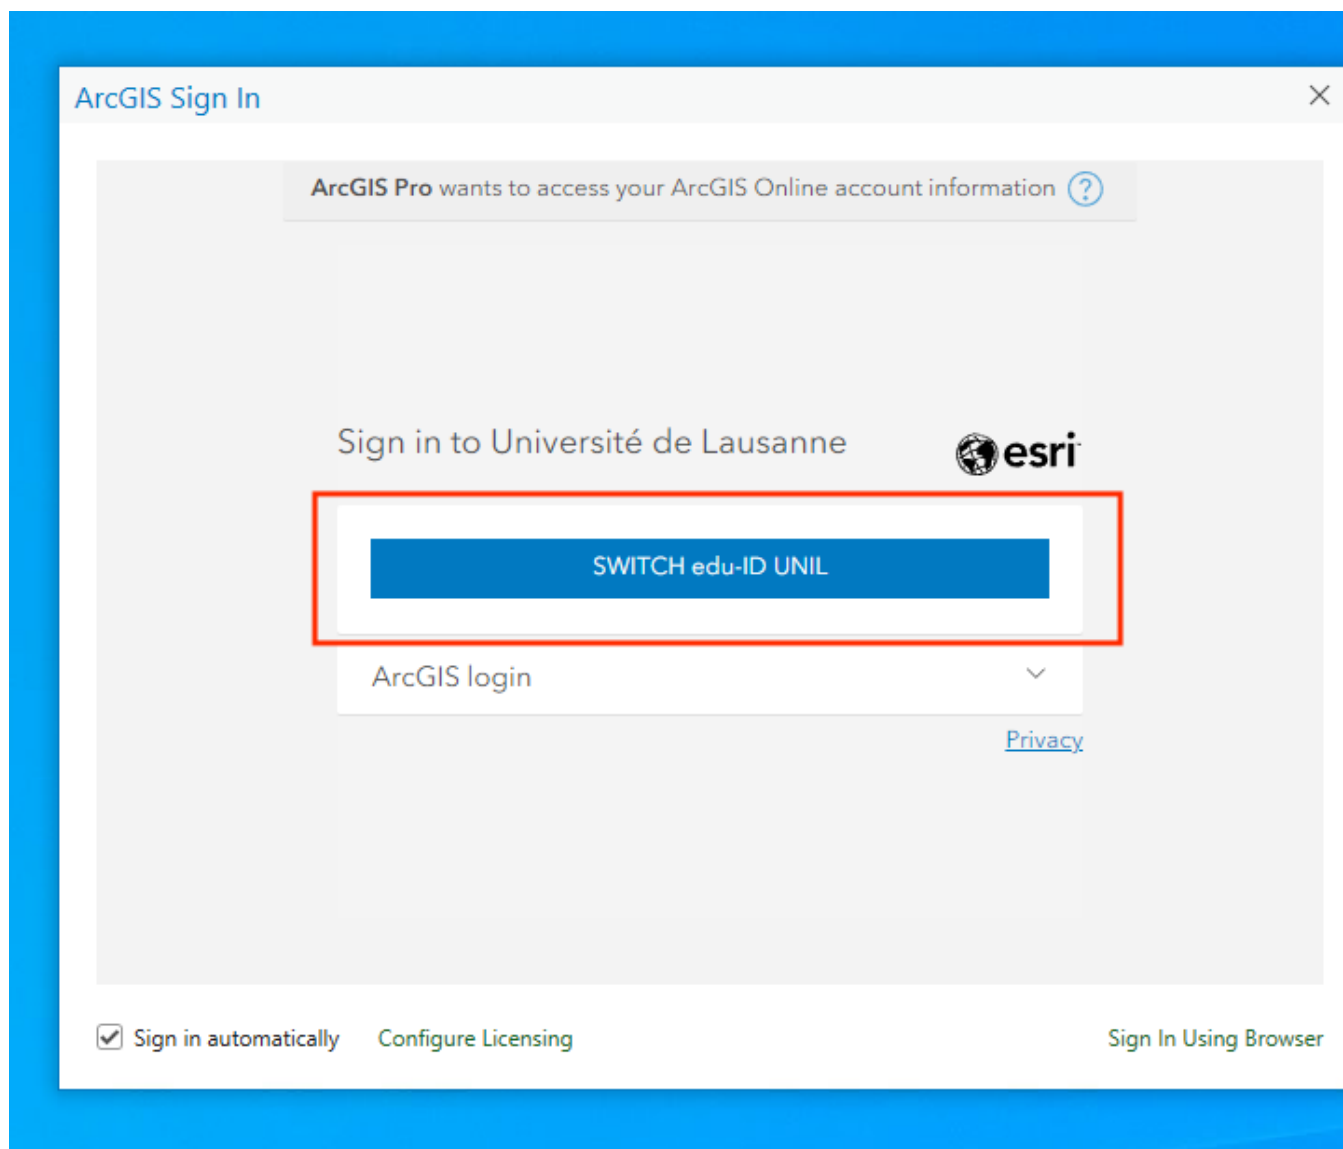 ArcGIS Sign In
ArcGIS Pro wants to access your ArcGIS Online account information ?
Sign in to Université de Lausanne
esri
SWITCH edu-ID UNIL
ArcGIS login
Privacy
Sign in automatically Configure Licensing Sign In Using Browser